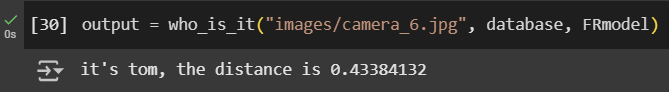 [30] output = who_is_it("images/camera_6.jpg", database, FRmodel)
0s
it's tom, the distance is 0.43384132